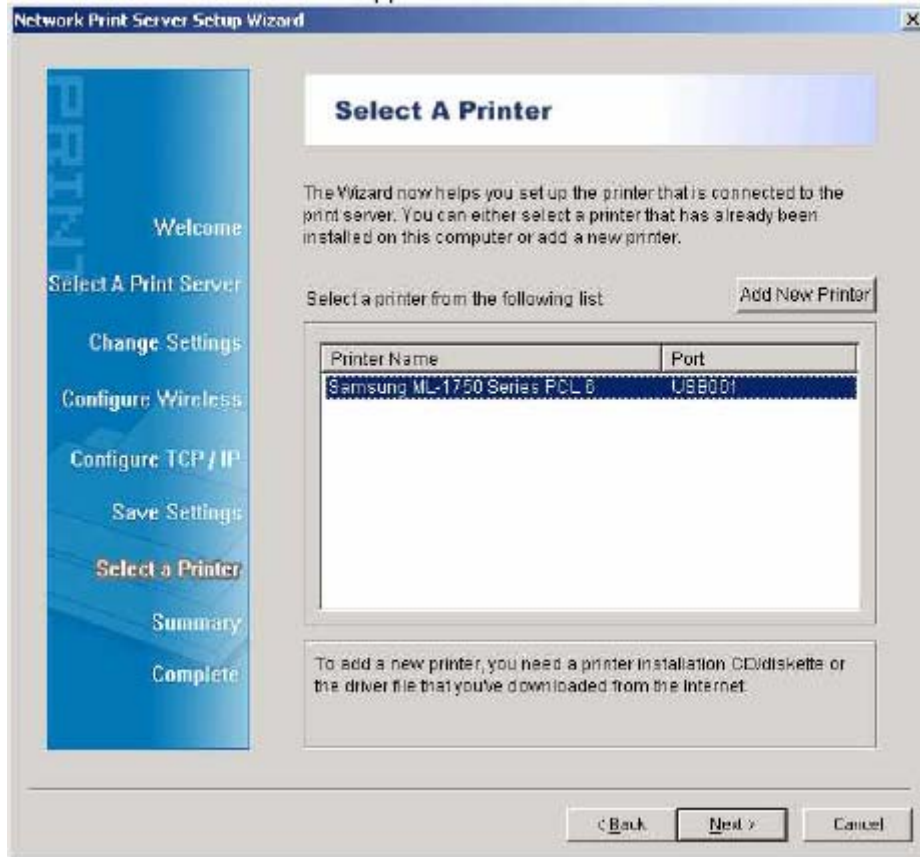 Network Print Server Setup Wizard
PRINT
Select A Printer
The Wizard now helps you set up the printer that is connected to the
print server. You can either select a printer that has already been
installed on this computer or add a new printer.
Select a printer from the following list
Add New Printer
Printer Name
Port
Samsung ML-1750 Series PCL 6
USB001
To add a new printer, you need a printer installation CD/diskette or
the driver file that you've downloaded from the Internet.
Welcome
Select A Print Server
Change Settings
Configure Wireless
Configure TCP / IP
Save Settings
Select a Printer
Summary
Complete
< Back
Next >
Cancel